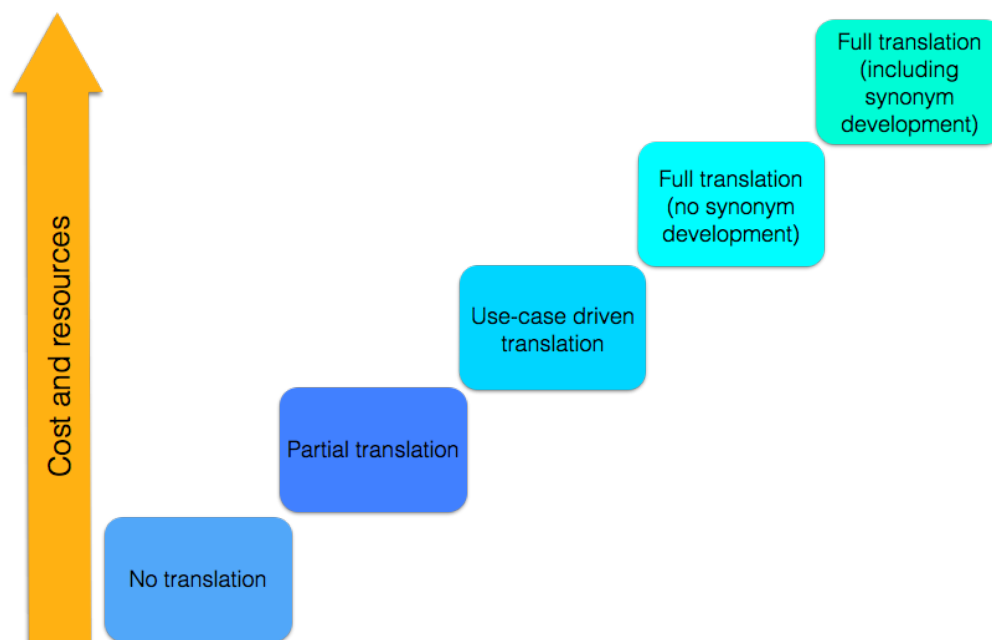 Full translation
(including
synonym
development)
Full translation
(no synonym
development)
Use-case driven
translation
Partial translation
No translation
Cost and resources